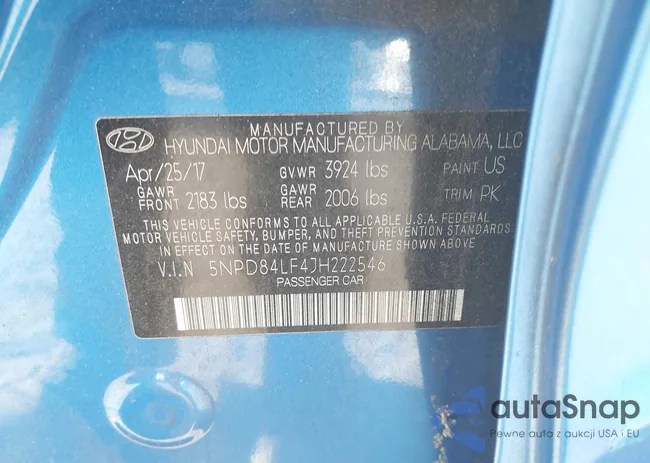 MANUFACTURED BY
HYUNDAI MOTOR MANUFACTURING ALABAMA, LLC
Apr/25/17 GVWR 3924 lbs PAINT US
GAWR FRONT 2183 lbs GAWR REAR 2006 lbs TRIM PK
THIS VEHICLE CONFORMS TO ALL APPLICABLE U.S.A. FEDERAL
MOTOR VEHICLE SAFETY, BUMPER, AND THEFT PREVENTION STANDARDS
IN EFFECT ON THE DATE OF MANUFACTURE SHOWN ABOVE.
V.I.N 5NPD84LF4JH222546
PASSENGER CAR
autaSnap
Pewne auta z aukcji USA i EU